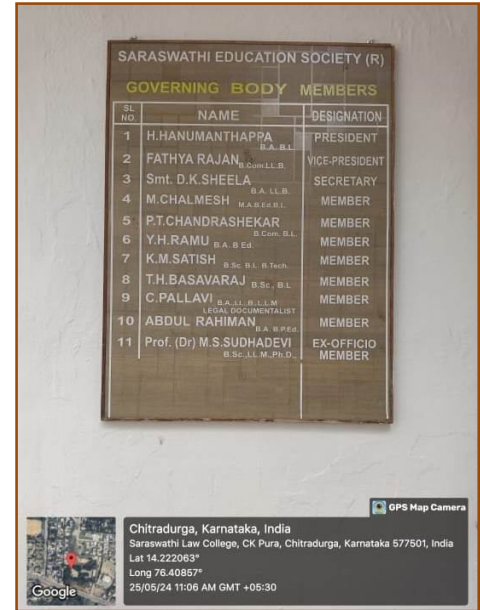 SARASWATHI EDUCATION SOCIETY (R)
GOVERNING BODY MEMBERS
SL NO. NAME DESIGNATION
1 H.HANUMANTHAPPA B.A. B.L. PRESIDENT
2 FATHYA RAJAN B.Com.LL.B. VICE-PRESIDENT
3 Smt. D.K.SHEELA B.A. LL.B. SECRETARY
4 M.CHALMESH M.A.B.Ed.B.L. MEMBER
5 P.T.CHANDRASHEKAR B.Com. B.L. MEMBER
6 Y.H.RAMU B.A. B Ed. MEMBER
7 K.M.SATISH B.Sc. B.L. B.Tech. MEMBER
8 T.H.BASAVARAJ B.Sc., B.L MEMBER
9 C.PALLAVI B.A.,LL.,B.,L.L.M MEMBER
LEGAL DOCUMENTALIST
10 ABDUL RAHIMAN B.A. B.P.Ed. MEMBER
11 Prof. (Dr) M.S.SUDHADEVI EX-OFFICIO
B.Sc.,LL.M.,Ph.D., MEMBER
GPS Map Camera
Chitradurga, Karnataka, India
Saraswathi Law College, CK Pura, Chitradurga, Karnataka 577501, India
Lat 14.222063°
Long 76.40857°
25/05/24 11:06 AM GMT +05:30
Google